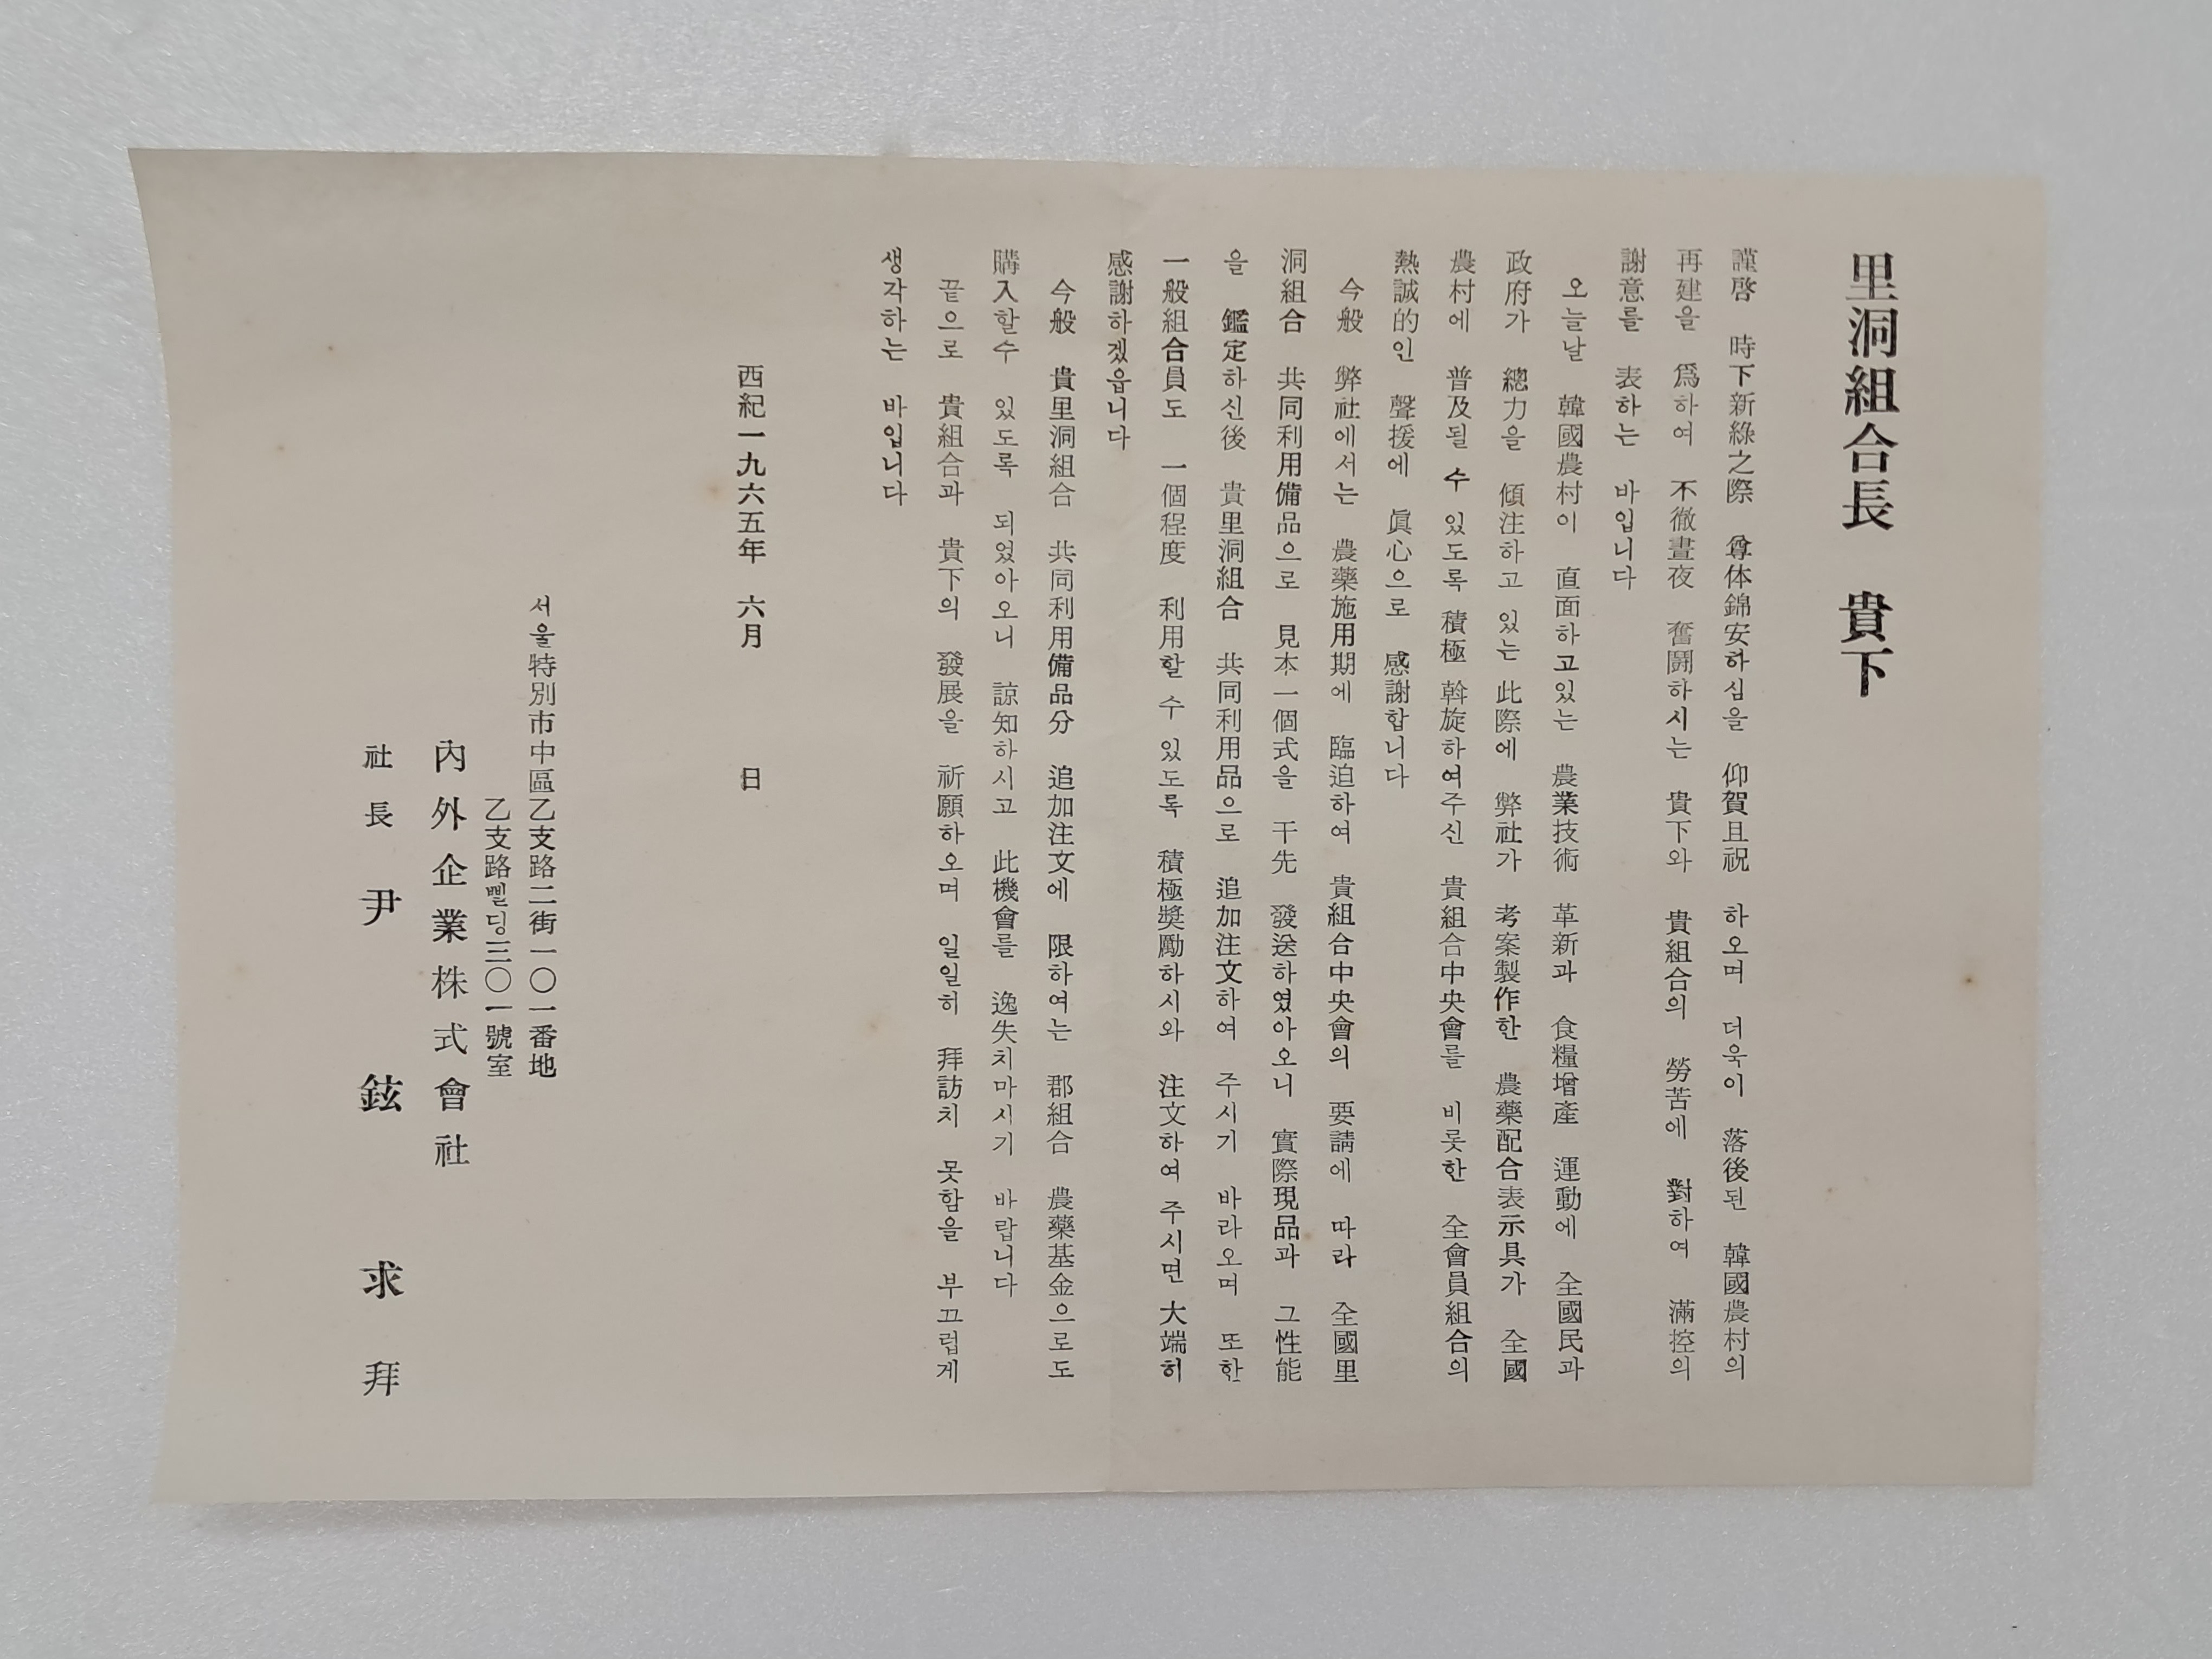 里洞組合長 貴下
謹啓 時下新綠之際 尊体錦安하심을 仰賀且祝 하오며 더욱이 落後된 韓國農村의
再建을 爲하여 不徹晝夜 奮鬪하시는 貴下와 貴組合의 勞苦에 對하여 滿控의
謝意를 表하는 바입니다
오늘날 韓國農村이 直面하고있는 農業技術 革新과 食糧增產 運動에 全國民과
政府가 總力을 傾注하고 있는 此際에 弊社가 考案製作한 農藥配合表示具가 全國
農村에 普及될 수 있도록 積極 斡旋하여주신 貴組合中央會를 비롯한 全會員組合의
熱誠的인 聲援에 眞心으로 感謝합니다
今般 弊社에서는 農藥施用期에 臨迫하여 貴組合中央會의 要請에 따라 全國里
洞組合 共同利用備品으로 見本一個式을 干先 發送하였아오니 實際現品과 그性能
을 鑑定하신後 貴里洞組合 共同利用品으로 追加注文하여 주시기 바라오며 또한
一般組合員도 一個程度 利用할 수 있도록 積極奬勵하시와 注文하여 주시면 大端히
感謝하겠읍니다
今般 貴里洞組合 共同利用備品分 追加注文에 限하여는 郡組合 農藥基金으로도
購入할수 있도록 되었아오니 諒知하시고 此機會를 逸失치마시기 바랍니다
끝으로 貴組合과 貴下의 發展을 祈願하오며 일일히 拜訪치 못함을 부끄럽게
생각하는 바입니다
西紀一九六五年 六月 日
서울特別市中區乙支路二街一〇一番地
乙支路삘딩三〇一號室
內外企業株式會社
社長 尹鉉求 拜